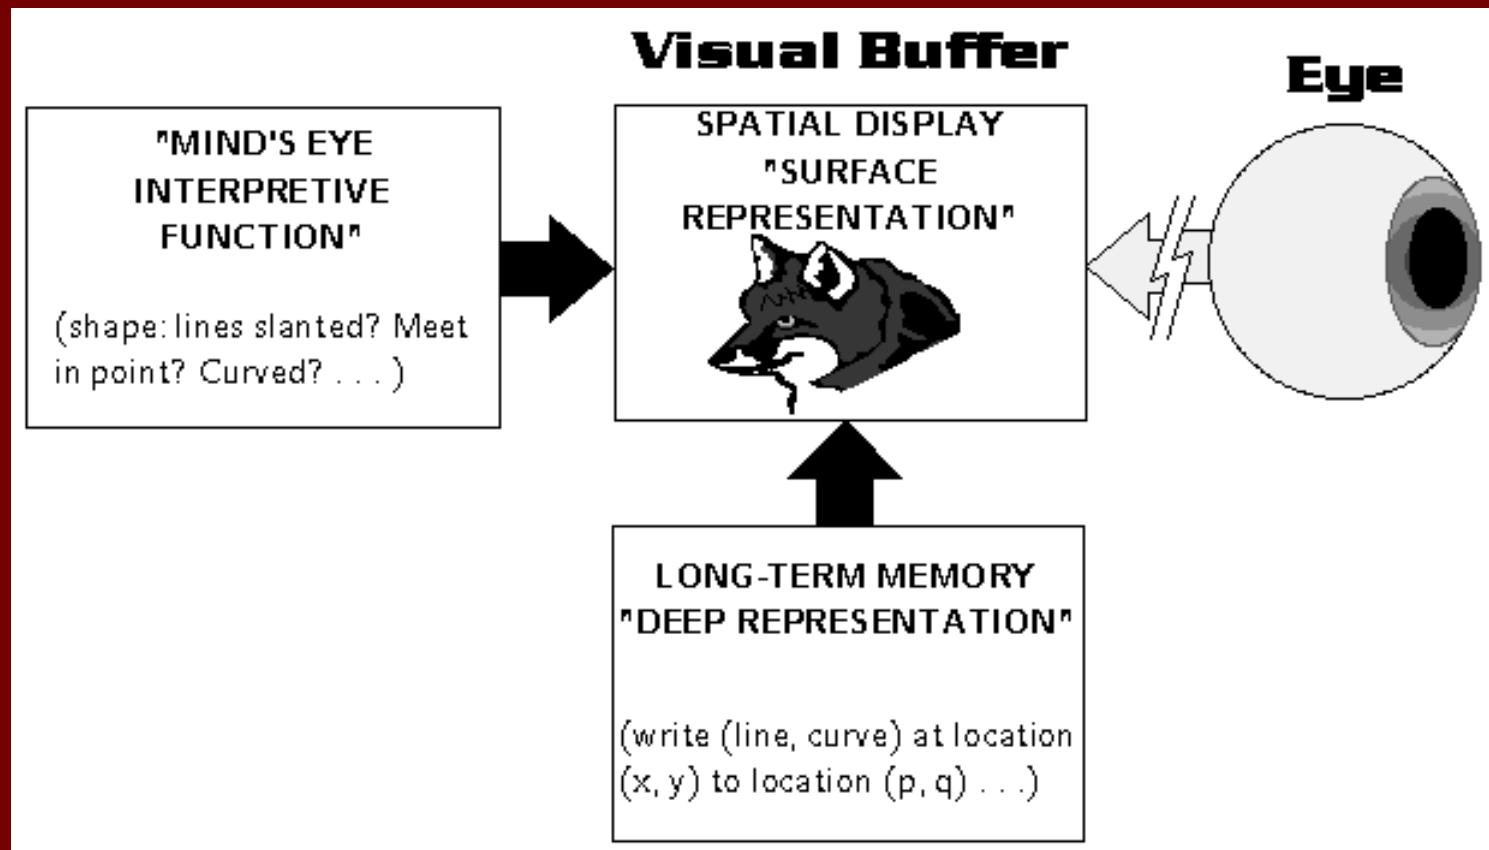 Visual Buffer
Eye
"MIND'S EYE
INTERPRETIVE
FUNCTION"
(shape: lines slanted? Meet
in point? Curved? . . . )
SPATIAL DISPLAY
"SURFACE
REPRESENTATION"
LONG-TERM MEMORY
"DEEP REPRESENTATION"
(write (line, curve) at location
(x, y) to location (p, q) . . .)